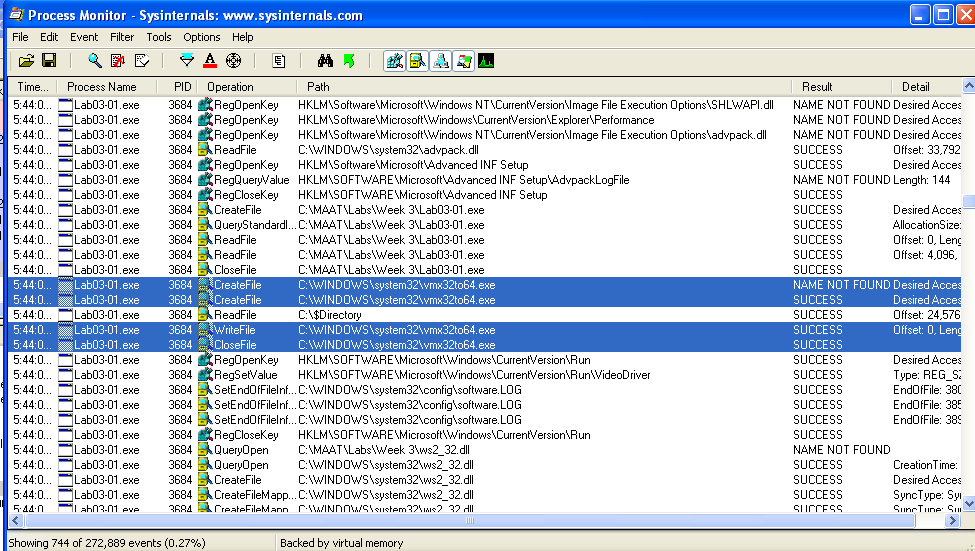 Process Monitor - Sysinternals: www.sysinternals.com
File Edit Event Filter Tools Options Help
Time... Process Name PID Operation Path Result Detail
5:44:0... Lab03-01.exe 3684 RegOpenKey HKLM\Software\Microsoft\Windows NT\CurrentVersion\Image File Execution Options\SHLWAPI.dll NAME NOT FOUND Desired Acces
5:44:0... Lab03-01.exe 3684 RegOpenKey HKLM\Software\Microsoft\Windows\CurrentVersion\Explorer\Performance NAME NOT FOUND Desired Acces
5:44:0... Lab03-01.exe 3684 RegOpenKey HKLM\Software\Microsoft\Windows NT\CurrentVersion\Image File Execution Options\advpack.dll NAME NOT FOUND Desired Acces
5:44:0... Lab03-01.exe 3684 ReadFile C:\WINDOWS\system32\advpack.dll SUCCESS Offset: 33,792
5:44:0... Lab03-01.exe 3684 RegOpenKey HKLM\Software\Microsoft\Advanced INF Setup SUCCESS Desired Acces
5:44:0... Lab03-01.exe 3684 RegQueryValue HKLM\SOFTWARE\Microsoft\Advanced INF Setup\AdvpackLogFile NAME NOT FOUND Length: 144
5:44:0... Lab03-01.exe 3684 RegCloseKey HKLM\SOFTWARE\Microsoft\Advanced INF Setup SUCCESS
5:44:0... Lab03-01.exe 3684 CreateFile C:\MAAT\Labs\Week 3\Lab03-01.exe SUCCESS Desired Acces
5:44:0... Lab03-01.exe 3684 QueryStandardI... C:\MAAT\Labs\Week 3\Lab03-01.exe SUCCESS AllocationSize:
5:44:0... Lab03-01.exe 3684 ReadFile C:\MAAT\Labs\Week 3\Lab03-01.exe SUCCESS Offset: 0, Leng
5:44:0... Lab03-01.exe 3684 ReadFile C:\MAAT\Labs\Week 3\Lab03-01.exe SUCCESS Offset: 4,096,
5:44:0... Lab03-01.exe 3684 CloseFile C:\MAAT\Labs\Week 3\Lab03-01.exe SUCCESS
5:44:0... Lab03-01.exe 3684 CreateFile C:\WINDOWS\system32\vmx32to64.exe NAME NOT FOUND Desired Acces
5:44:0... Lab03-01.exe 3684 CreateFile C:\WINDOWS\system32\vmx32to64.exe SUCCESS Desired Acces
5:44:0... Lab03-01.exe 3684 ReadFile C:\$Directory SUCCESS Offset: 24,576
5:44:0... Lab03-01.exe 3684 WriteFile C:\WINDOWS\system32\vmx32to64.exe SUCCESS Offset: 0, Leng
5:44:0... Lab03-01.exe 3684 CloseFile C:\WINDOWS\system32\vmx32to64.exe SUCCESS
5:44:0... Lab03-01.exe 3684 RegOpenKey HKLM\SOFTWARE\Microsoft\Windows\CurrentVersion\Run SUCCESS Desired Acces
5:44:0... Lab03-01.exe 3684 RegSetValue HKLM\SOFTWARE\Microsoft\Windows\CurrentVersion\Run\VideoDriver SUCCESS Type: REG_SZ
5:44:0... Lab03-01.exe 3684 SetEndOfFileInf... C:\WINDOWS\system32\config\software.LOG SUCCESS EndOfFile: 380
5:44:0... Lab03-01.exe 3684 SetEndOfFileInf... C:\WINDOWS\system32\config\software.LOG SUCCESS EndOfFile: 385
5:44:0... Lab03-01.exe 3684 SetEndOfFileInf... C:\WINDOWS\system32\config\software.LOG SUCCESS EndOfFile: 389
5:44:0... Lab03-01.exe 3684 RegCloseKey HKLM\SOFTWARE\Microsoft\Windows\CurrentVersion\Run SUCCESS
5:44:0... Lab03-01.exe 3684 QueryOpen C:\MAAT\Labs\Week 3\ws2_32.dll NAME NOT FOUND
5:44:0... Lab03-01.exe 3684 QueryOpen C:\WINDOWS\system32\ws2_32.dll SUCCESS CreationTime:
5:44:0... Lab03-01.exe 3684 CreateFile C:\WINDOWS\system32\ws2_32.dll SUCCESS Desired Acces
5:44:0... Lab03-01.exe 3684 CreateFileMapp... C:\WINDOWS\system32\ws2_32.dll SUCCESS SyncType: Syn
5:44:0... Lab03-01.exe 3684 CreateFileMapp... C:\WINDOWS\system32\ws2_32.dll SUCCESS SyncType: Syn
Showing 744 of 272,889 events (0.27%) Backed by virtual memory